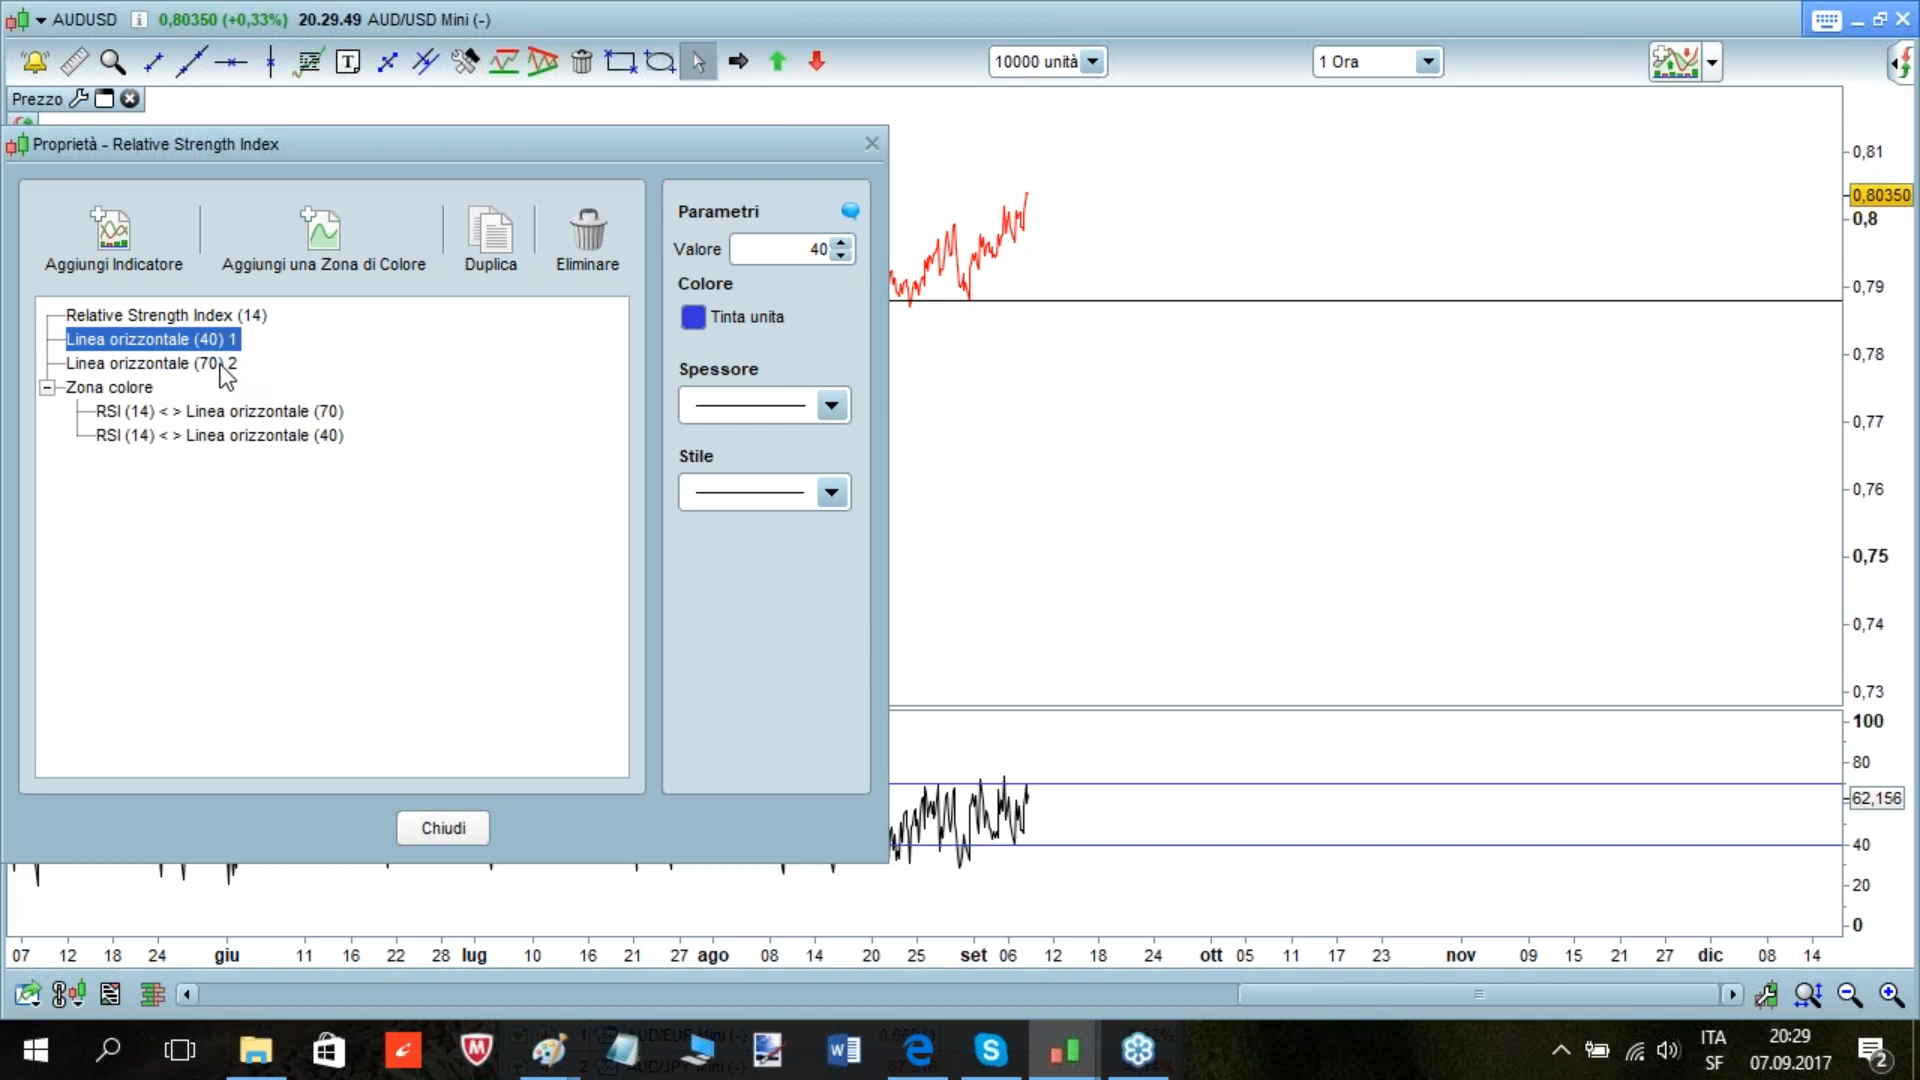 AUDUSD 0,80350 (+0,33%) 20.29.49 AUD/USD Mini (-)
10000 unità 1 Ora
Prezzo
Proprietà - Relative Strength Index
Aggiungi Indicatore Aggiungi una Zona di Colore Duplica Eliminare
Relative Strength Index (14)
Linea orizzontale (40) 1
Linea orizzontale (70) 2
Zona colore
RSI (14) < > Linea orizzontale (70)
RSI (14) < > Linea orizzontale (40)
Parametri
Valore 40
Colore
Tinta unita
Spessore
Stile
Chiudi
0,81
0,80350
0,8
0,79
0,78
0,77
0,76
0,75
0,74
0,73
100
80
62,156
40
20
0
07 12 18 24 giu 11 16 22 28 lug 10 16 21 27 ago 08 14 20 25 set 06 12 18 24 ott 05 11 17 23 nov 09 15 21 27 dic 08 14
ITA 20:29
SF 07.09.2017
2